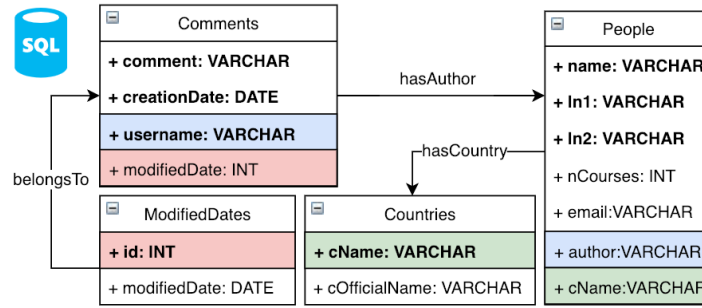 SQL
Comments
+ comment: VARCHAR
+ creationDate: DATE
+ username: VARCHAR
+ modifiedDate: INT
hasAuthor
People
+ name: VARCHAR
+ ln1: VARCHAR
+ ln2: VARCHAR
+ nCourses: INT
+ email:VARCHAR
+ author:VARCHAR
+ cName:VARCHAR
hasCountry
belongsTo
ModifiedDates
+ id: INT
+ modifiedDate: DATE
Countries
+ cName: VARCHAR
+ cOfficialName: VARCHAR